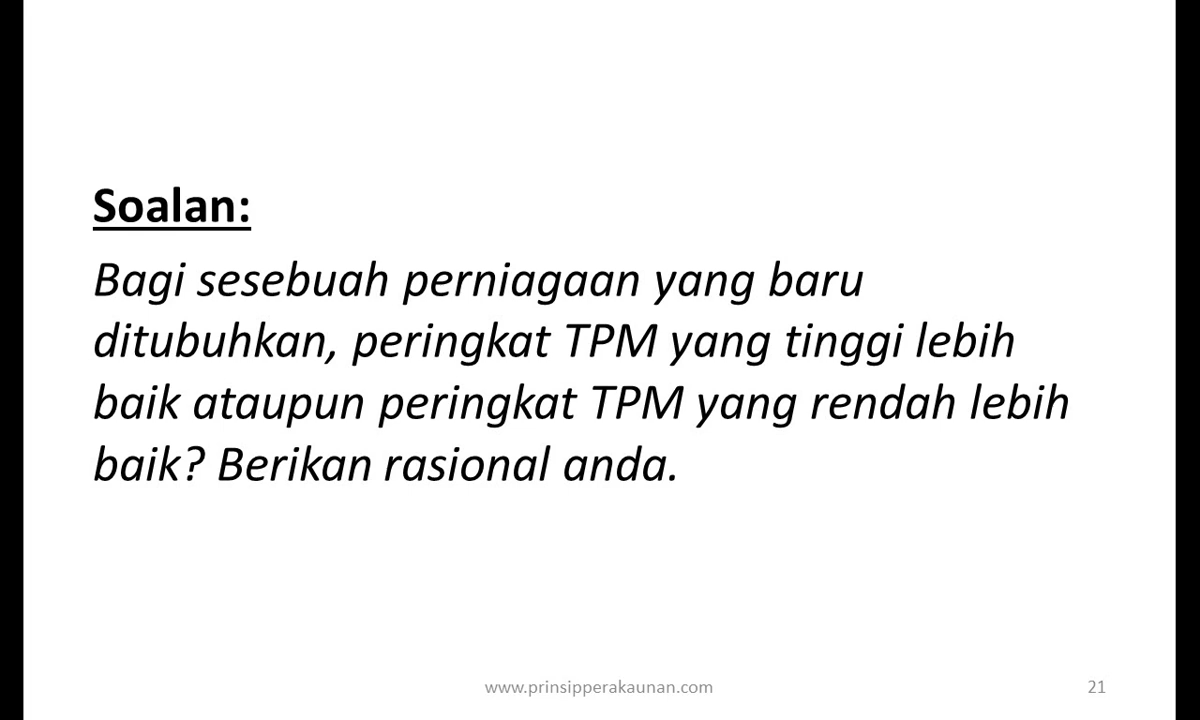 Soalan:
Bagi sesebuah perniagaan yang baru
ditubuhkan, peringkat TPM yang tinggi lebih
baik ataupun peringkat TPM yang rendah lebih
baik? Berikan rasional anda.
www.prinsipperakaunan.com
21